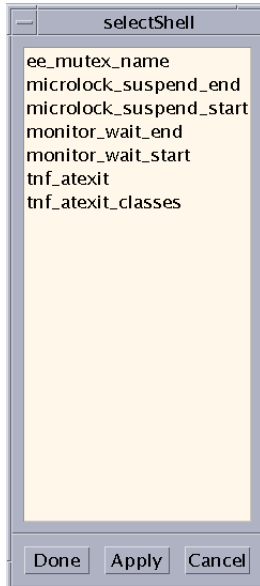 selectShell
ee_mutex_name
microlock_suspend_end
microlock_suspend_start
monitor_wait_end
monitor_wait_start
tnf_atexit
tnf_atexit_classes
Done Apply Cancel